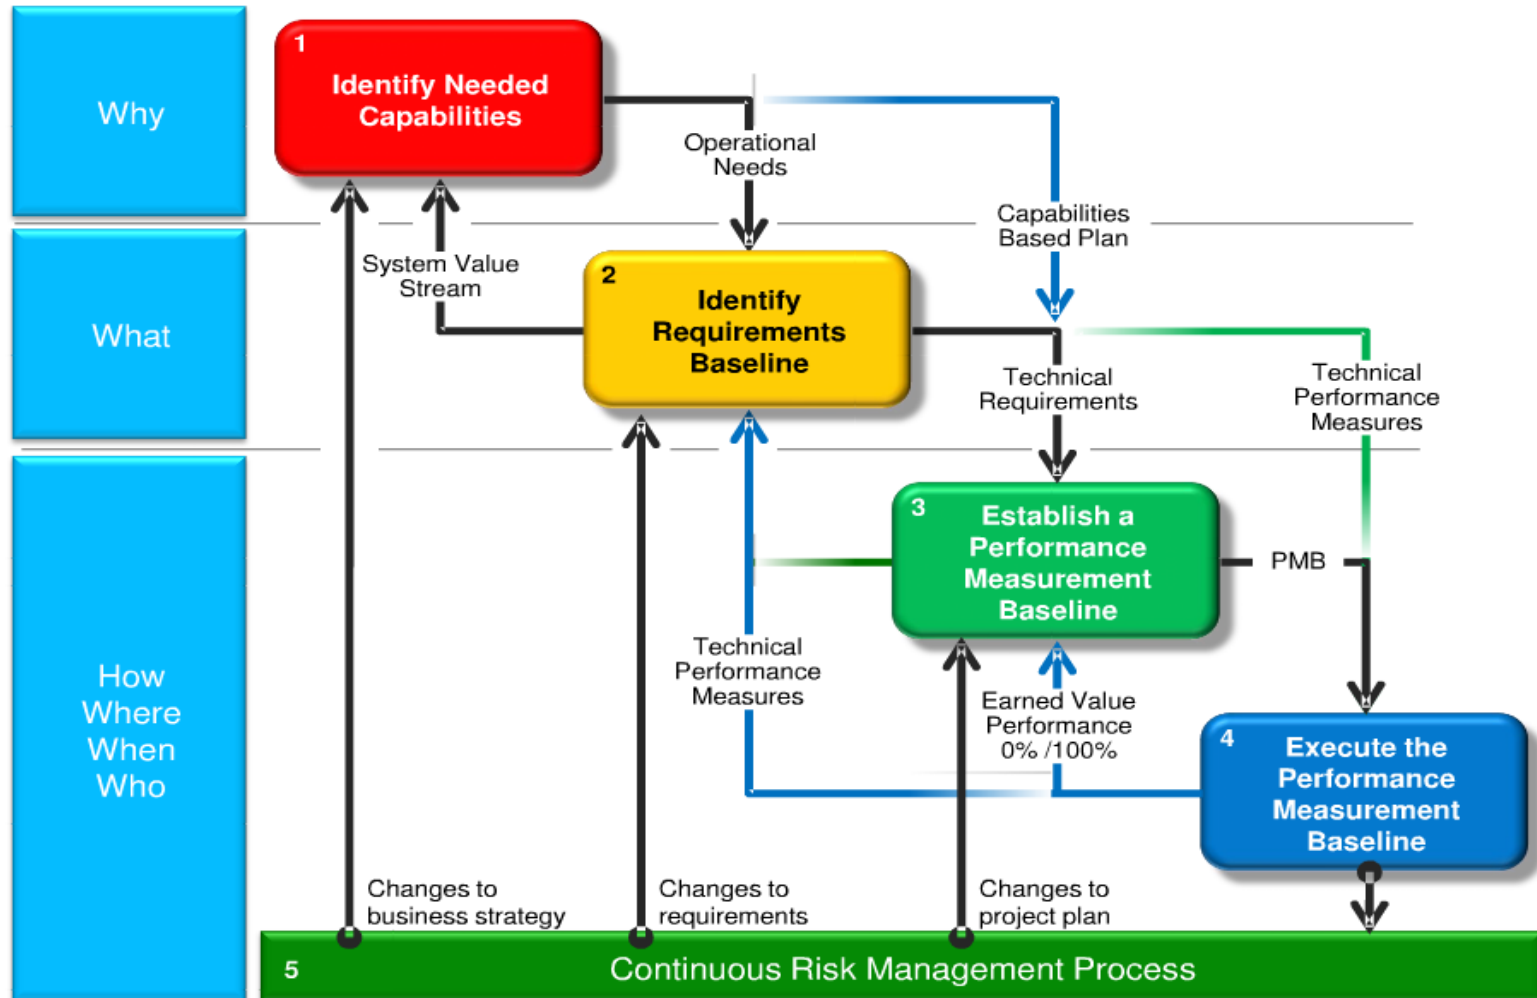 Why
1
Identify Needed
Capabilities
Operational
Needs
Capabilities
Based Plan
System Value
Stream
What
2
Identify
Requirements
Baseline
Technical
Requirements
Technical
Performance
Measures
How
Where
When
Who
3
Establish a
Performance
Measurement
Baseline
PMB
Technical
Performance
Measures
Earned Value
Performance
0% /100%
4
Execute the
Performance
Measurement
Baseline
Changes to
business strategy
Changes to
requirements
Changes to
project plan
5
Continuous Risk Management Process